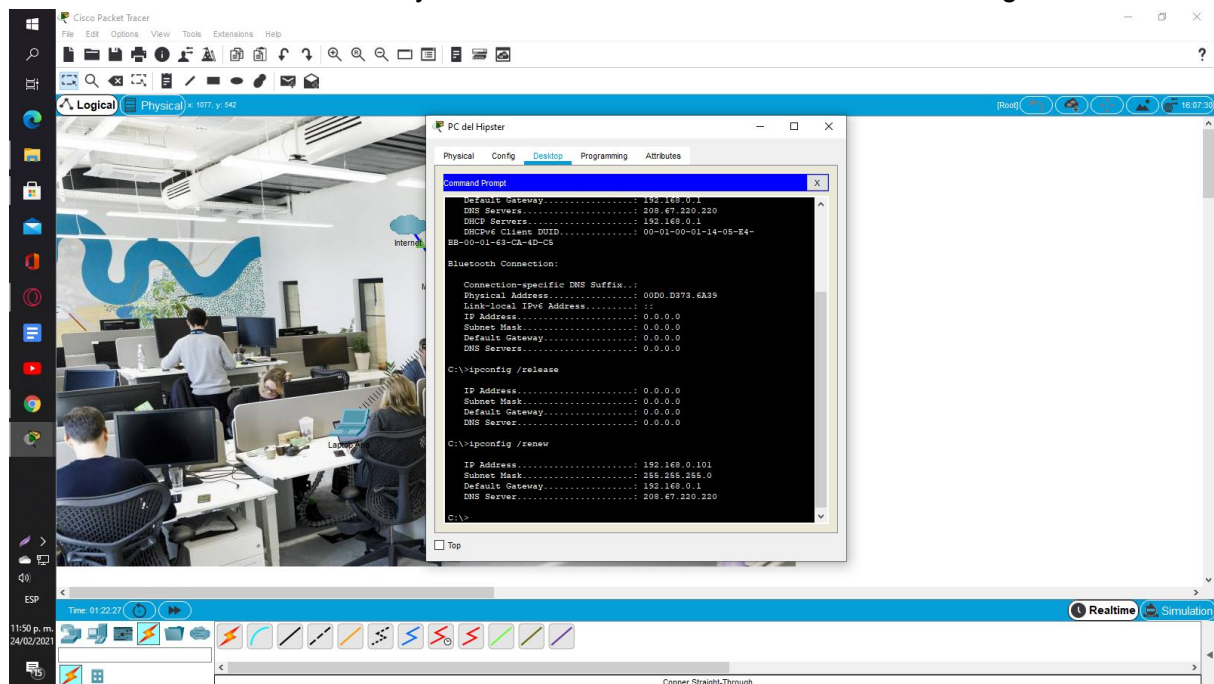 Cisco Packet Tracer
File Edit Options View Tools Extensions Help
?
Logical
Physical
x: 1077, y: 542
[Root]
16:07:30
Internet
PC del Hipster
Physical Config Desktop Programming Attributes
Command Prompt
X
Default Gateway................: 192.168.0.1
DNS Servers.....................: 208.67.220.220
DHCP Servers....................: 192.168.0.1
DHCPv6 Client DUID..............: 00-01-00-01-14-05-E4-
BB-00-01-63-CA-4D-C5
Bluetooth Connection:
Connection-specific DNS Suffix..:
Physical Address................: 00D0.D373.6A39
Link-local IPv6 Address.........: ::
IP Address......................: 0.0.0.0
Subnet Mask.....................: 0.0.0.0
Default Gateway.................: 0.0.0.0
DNS Servers.....................: 0.0.0.0
C:\>ipconfig /release
IP Address......................: 0.0.0.0
Subnet Mask.....................: 0.0.0.0
Default Gateway.................: 0.0.0.0
DNS Server......................: 0.0.0.0
C:\>ipconfig /renew
IP Address......................: 192.168.0.101
Subnet Mask.....................: 255.255.255.0
Default Gateway.................: 192.168.0.1
DNS Server......................: 208.67.220.220
C:\>
Top
ESP
11:50 p. m.
24/02/2021
15
Time: 01:22:27
Realtime
Simulation
Copper Straight-Through